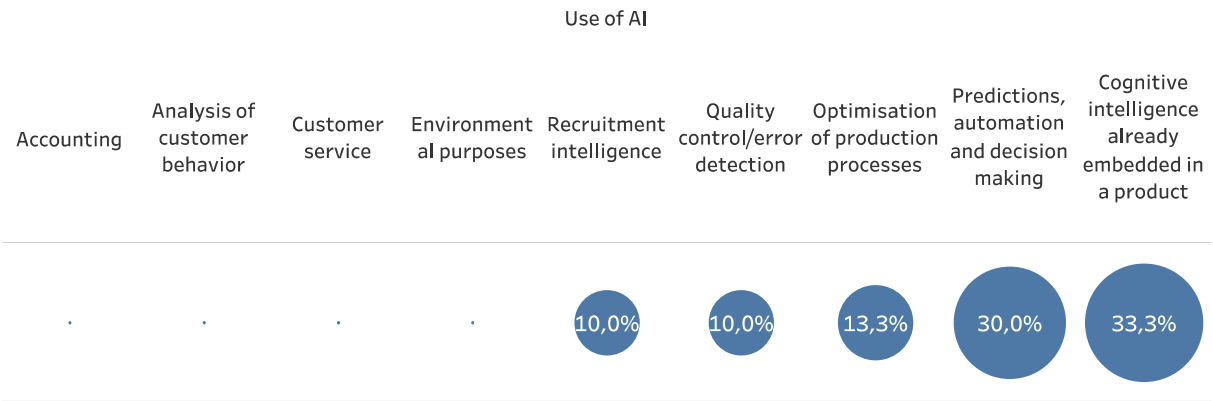 Use of AI
Accounting
Analysis of
customer
behavior
Customer
service
Environment
al purposes
Recruitment
intelligence
Quality
control/error
detection
Optimisation
of production
processes
Predictions,
automation
and decision
making
Cognitive
intelligence
already
embedded in
a product
10,0%
10,0%
13,3%
30,0%
33,3%